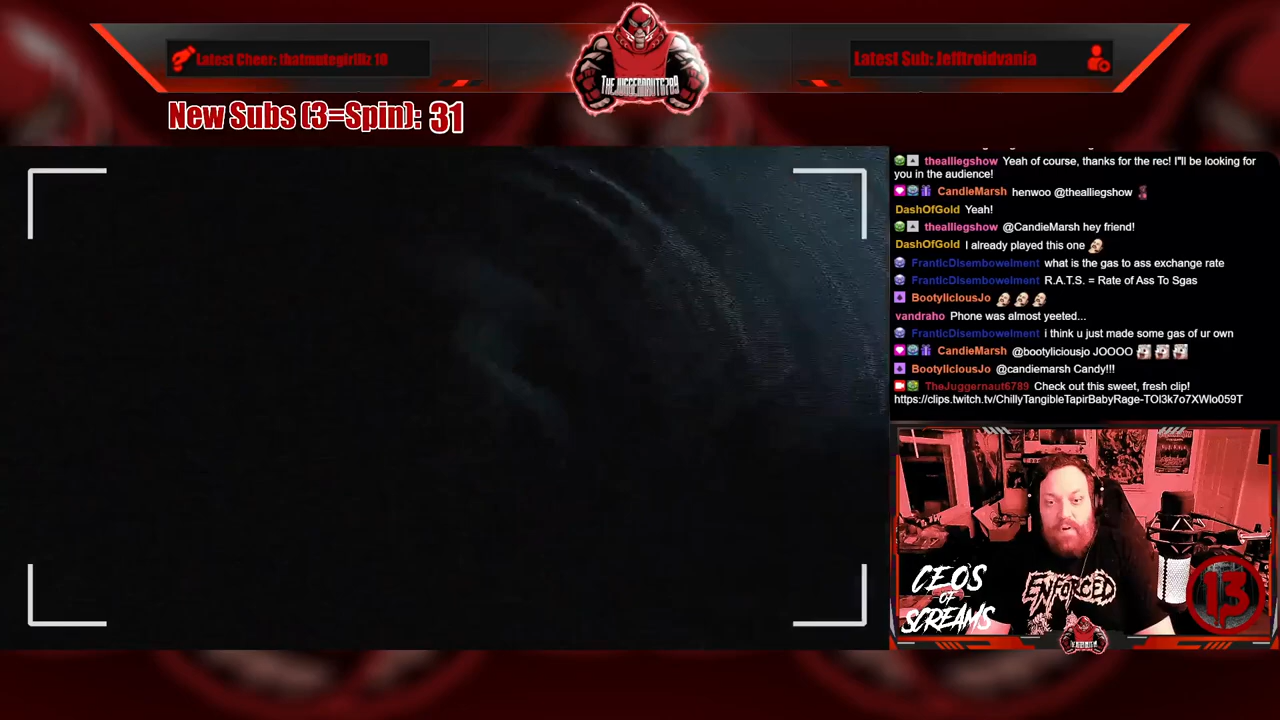 Latest Cheer: thatmutegirlliz 10
THEJUGGERNAUT6789
Latest Sub: Jefftroidvania
New Subs (3=Spin): 31
thealliegshow Yeah of course, thanks for the rec! I"ll be looking for
you in the audience!
CandieMarsh henwoo @thealliegshow
DashOfGold Yeah!
thealliegshow @CandieMarsh hey friend!
DashOfGold I already played this one
FranticDisembowelment what is the gas to ass exchange rate
FranticDisembowelment R.A.T.S. = Rate of Ass To Sgas
BootyliciousJo
vandraho Phone was almost yeeted...
FranticDisembowelment i think u just made some gas of ur own
CandieMarsh @bootyliciousjo JOOOO
BootyliciousJo @candiemarsh Candy!!!
TheJuggernaut6789 Check out this sweet, fresh clip!
https://clips.twitch.tv/ChillyTangibleTapirBabyRage-TOl3k7o7XWlo059T
CEOS
OF
SCREAMS
ENFORCED
13